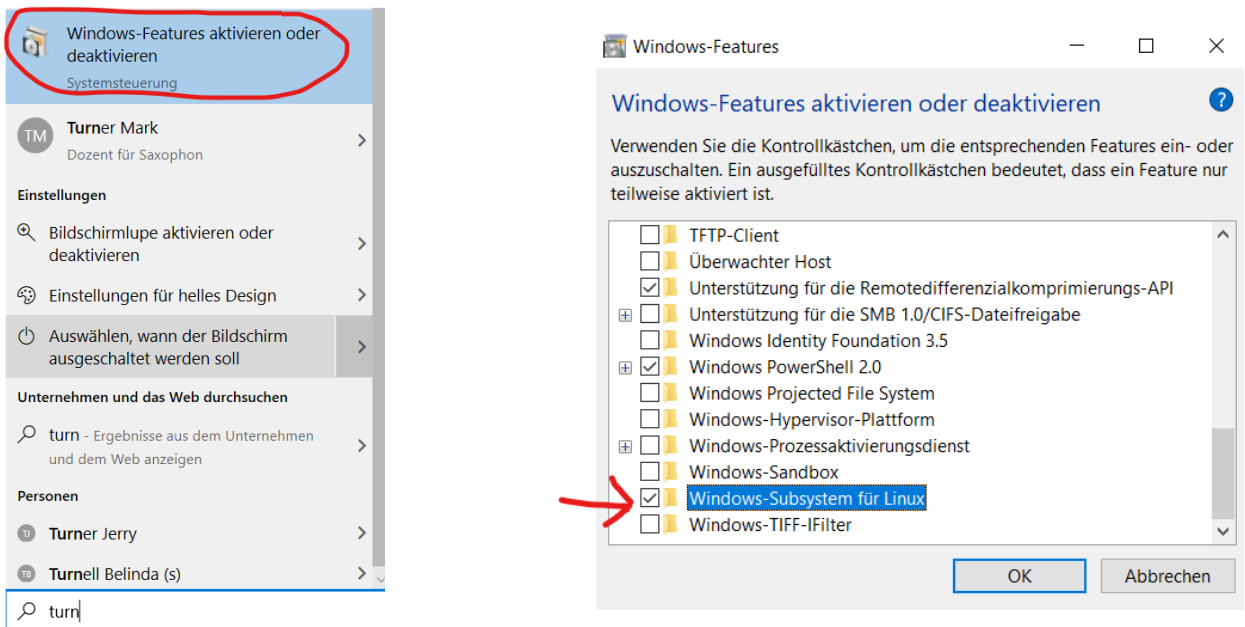 Windows-Features aktivieren oder
deaktivieren
Systemsteuerung
TM
Turner Mark
Dozent für Saxophon
Einstellungen
Bildschirmlupe aktivieren oder
deaktivieren
Einstellungen für helles Design
Auswählen, wann der Bildschirm
ausgeschaltet werden soll
Unternehmen und das Web durchsuchen
turn - Ergebnisse aus dem Unternehmen
und dem Web anzeigen
Personen
TJ
Turner Jerry
TB
Turnell Belinda (s)
turn
Windows-Features
Windows-Features aktivieren oder deaktivieren
?
Verwenden Sie die Kontrollkästchen, um die entsprechenden Features ein- oder
auszuschalten. Ein ausgefülltes Kontrollkästchen bedeutet, dass ein Feature nur
teilweise aktiviert ist.
TFTP-Client
Überwachter Host
Unterstützung für die Remotedifferenzialkomprimierungs-API
Unterstützung für die SMB 1.0/CIFS-Dateifreigabe
Windows Identity Foundation 3.5
Windows PowerShell 2.0
Windows Projected File System
Windows-Hypervisor-Plattform
Windows-Prozessaktivierungsdienst
Windows-Sandbox
Windows-Subsystem für Linux
Windows-TIFF-IFilter
OK
Abbrechen